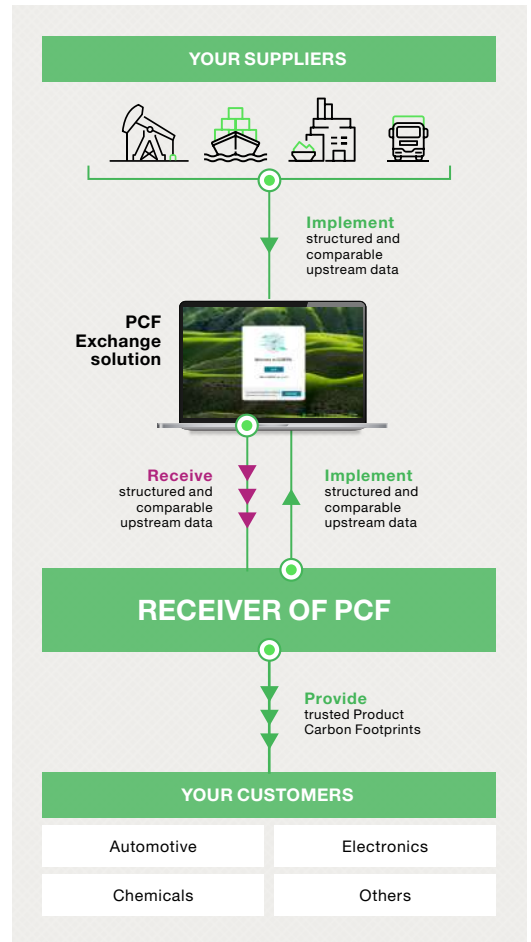 YOUR SUPPLIERS
Implement
structured and
comparable
upstream data
PCF
Exchange
solution
Receive
structured and
comparable
upstream data
Implement
structured and
comparable
upstream data
RECEIVER OF PCF
Provide
trusted Product
Carbon Footprints
YOUR CUSTOMERS
Automotive
Electronics
Chemicals
Others